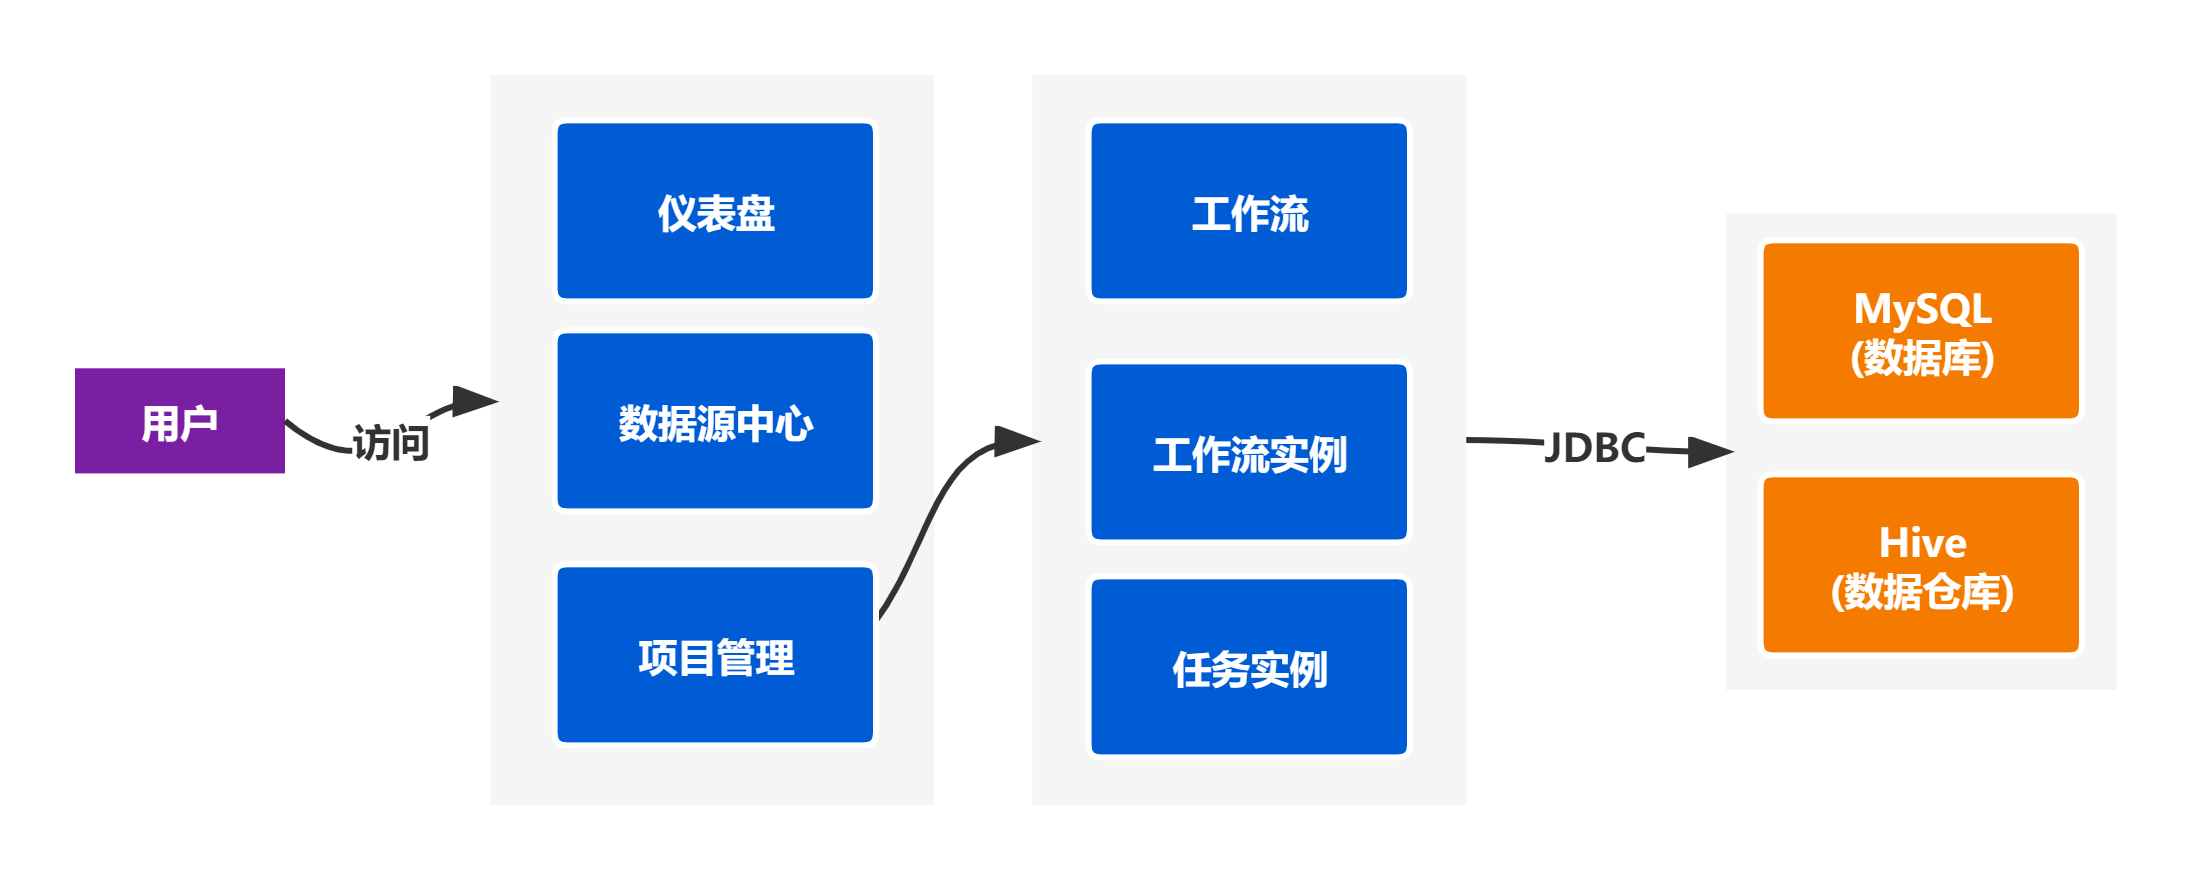 用户
访问
仪表盘
数据源中心
项目管理
工作流
工作流实例
任务实例
JDBC
MySQL
(数据库)
Hive
(数据仓库)